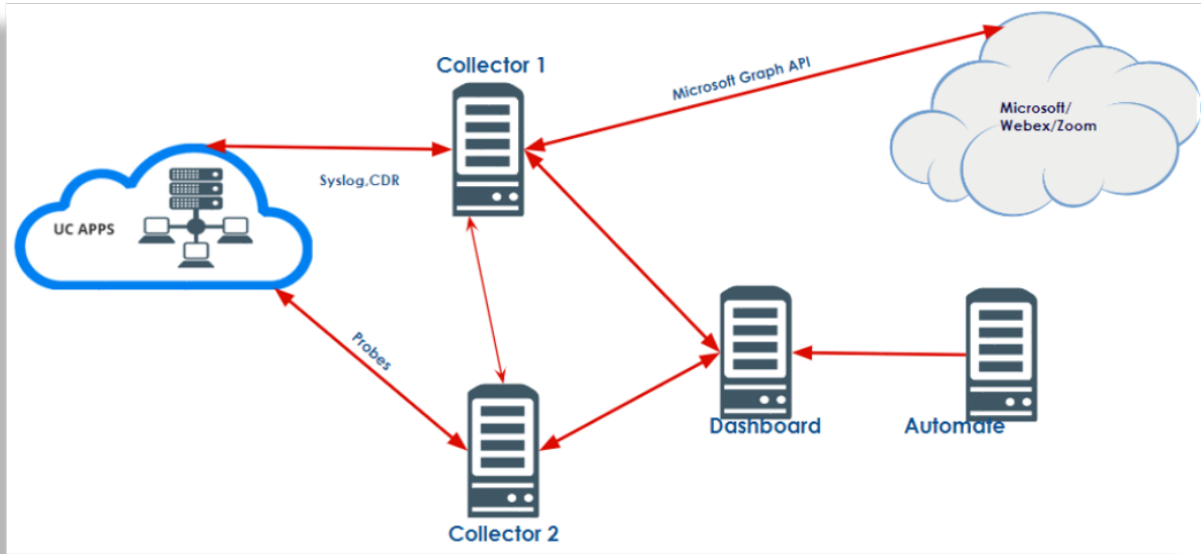 Collector 1
Microsoft Graph API
Microsoft/
Webex/Zoom
Syslog,CDR
UC APPS
Probes
Dashboard
Automate
Collector 2